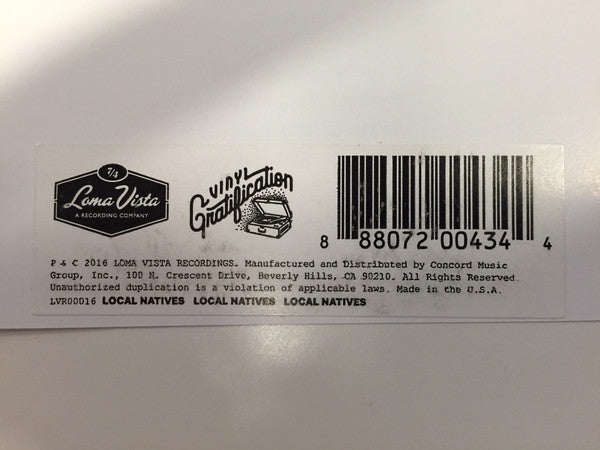 7/4
Loma Vista
A RECORDING COMPANY
VINYL
Gratification
8 88072 00434 4
P & C 2016 LOMA VISTA RECORDINGS. Manufactured and Distributed by Concord Music
Group, Inc., 100 N. Crescent Drive, Beverly Hills, CA 90210. All Rights Reserved.
Unauthorized duplication is a violation of applicable laws. Made in the U.S.A.
LVR00016 LOCAL NATIVES LOCAL NATIVES LOCAL NATIVES